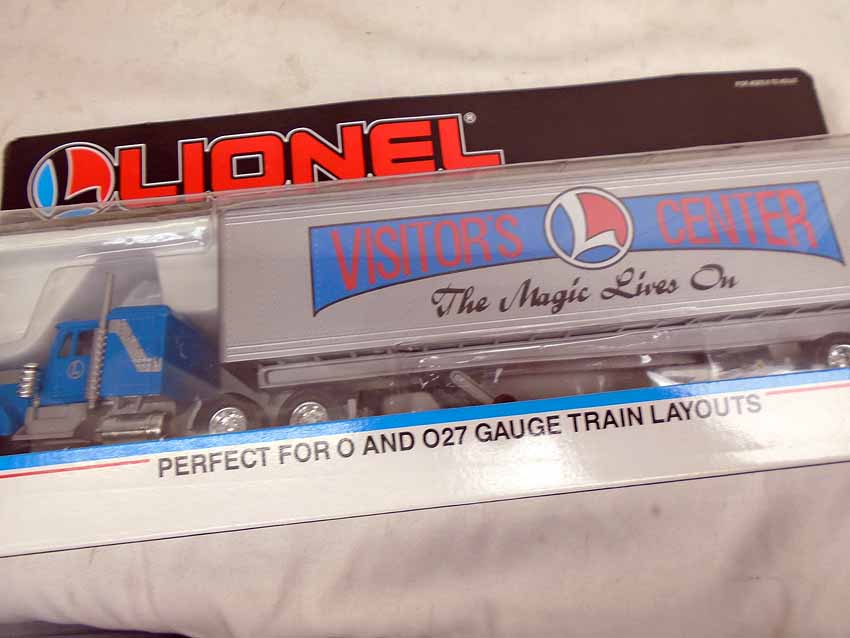 LIONEL®
VISITOR'S L CENTER
The Magic Lives On
PERFECT FOR O AND O27 GAUGE TRAIN LAYOUTS